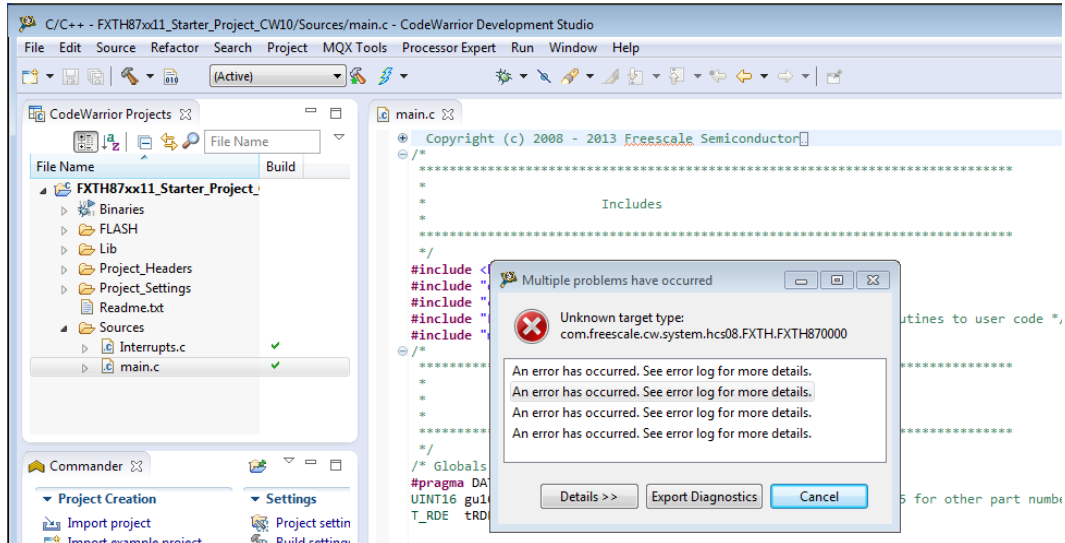 C/C++ - FXTH87xx11_Starter_Project_CW10/Sources/main.c - CodeWarrior Development Studio
File Edit Source Refactor Search Project MQX Tools Processor Expert Run Window Help
(Active)
CodeWarrior Projects
File Name
File Name Build
FXTH87xx11_Starter_Project_
Binaries
FLASH
Lib
Project_Headers
Project_Settings
Readme.txt
Sources
Interrupts.c
main.c
Commander
Project Creation
Import project
Import example project
Settings
Project settin
Build setting
main.c
Copyright (c) 2008 - 2013 Freescale Semiconductor
/*
*******************************************************************************
*
* Includes
*
*******************************************************************************
*/
#include <
#include "
#include "
#include " utines to user code */
#include "
/*
*******************************************************************************
*
*
*
*******************************************************************************
*/
/* Globals
#pragma DA
UINT16 gu1 5 for other part numbe
T_RDE tRD
Multiple problems have occurred
Unknown target type:
com.freescale.cw.system.hcs08.FXTH.FXTH870000
An error has occurred. See error log for more details.
An error has occurred. See error log for more details.
An error has occurred. See error log for more details.
An error has occurred. See error log for more details.
Details >> Export Diagnostics Cancel